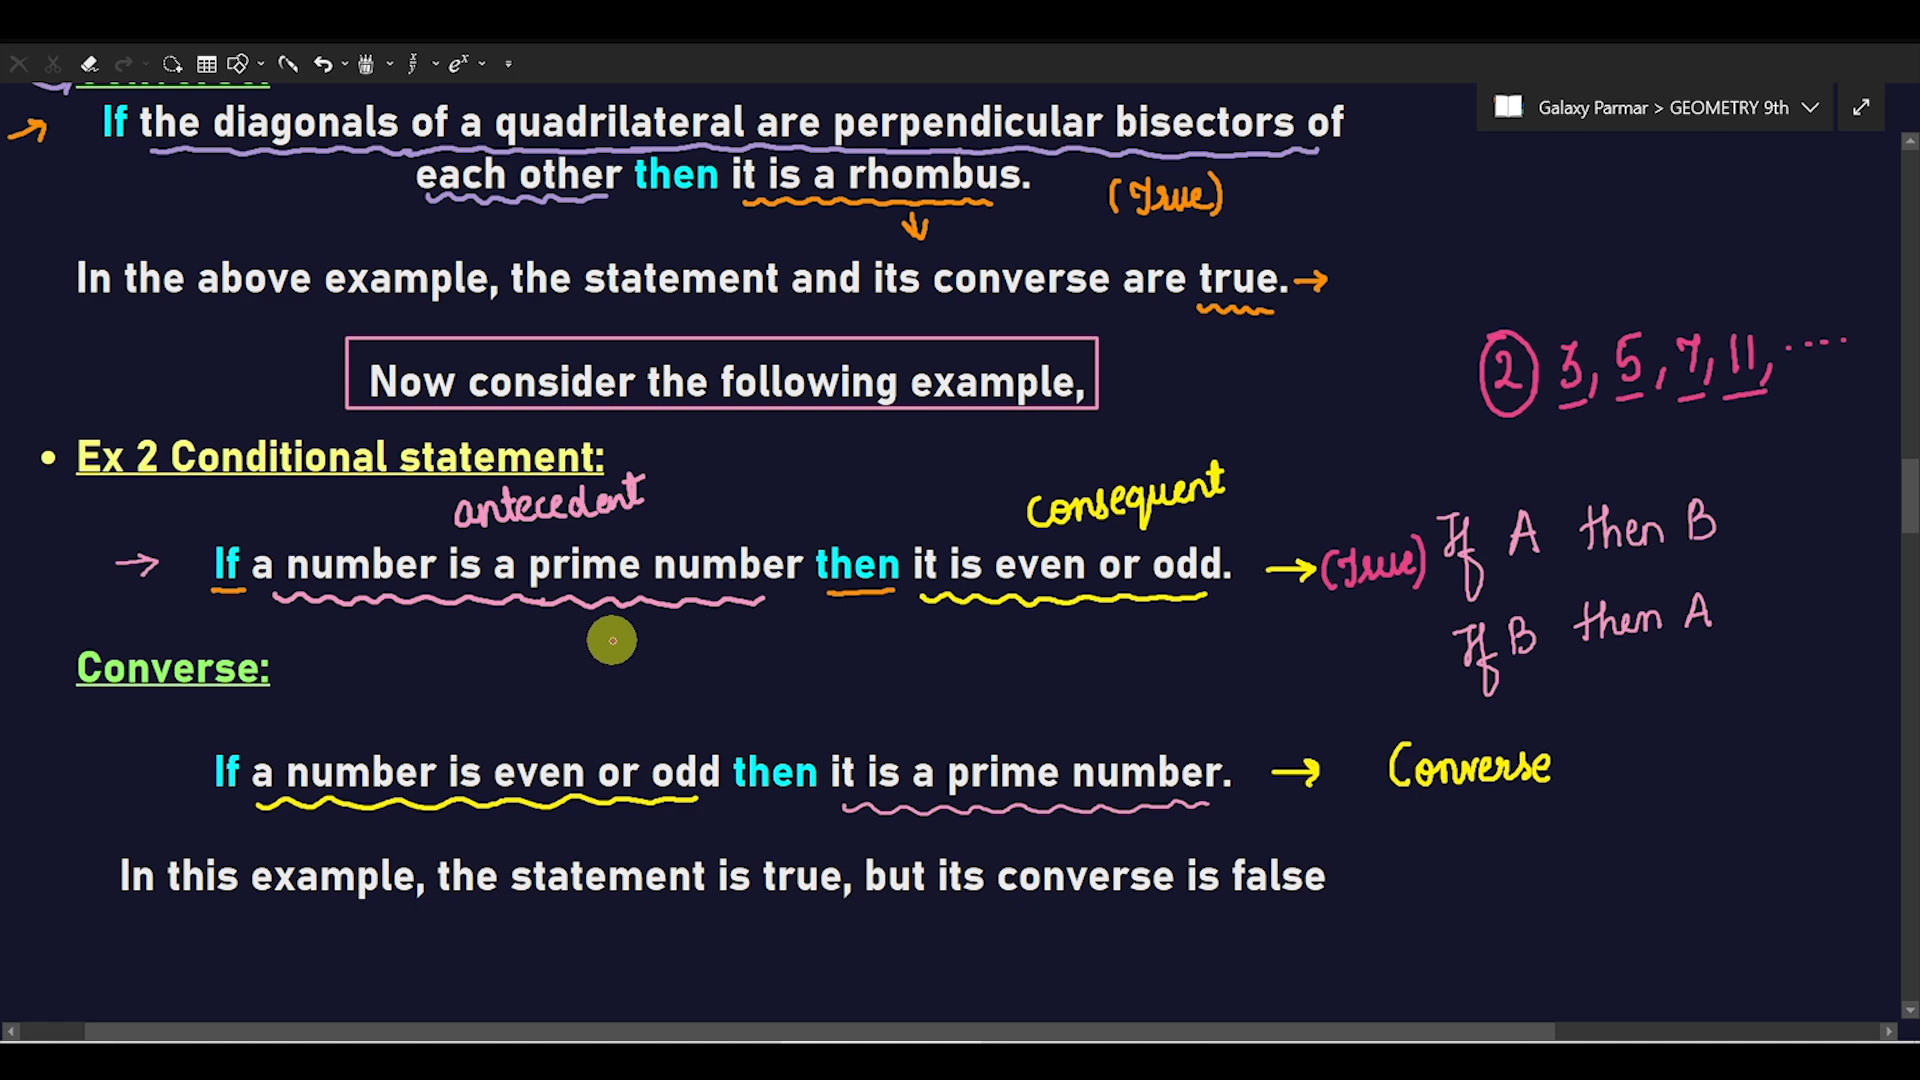 Galaxy Parmar > GEOMETRY 9th
If the diagonals of a quadrilateral are perpendicular bisectors of
each other then it is a rhombus.
(True)
In the above example, the statement and its converse are true.→
Now consider the following example,
2 3, 5, 7, 11, ....
• Ex 2 Conditional statement:
antecedent
consequent
→ If a number is a prime number then it is even or odd. → (True)
If A then B
If B then A
Converse:
If a number is even or odd then it is a prime number. → Converse
In this example, the statement is true, but its converse is false